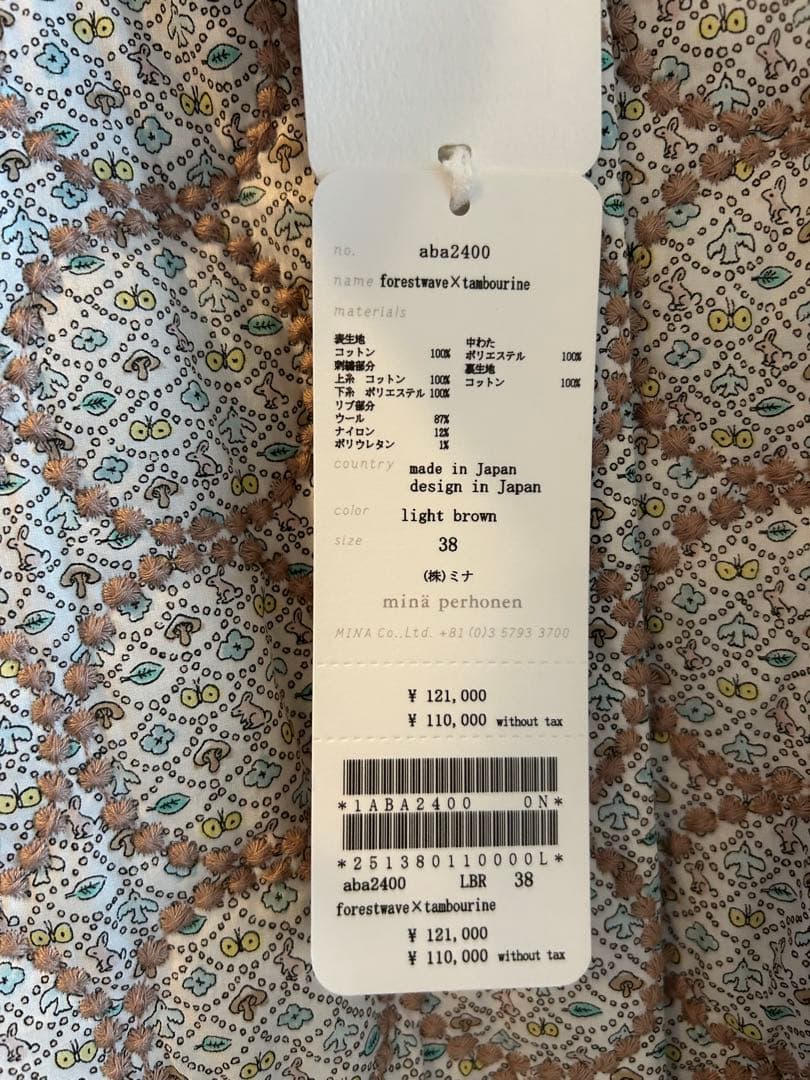 no. aba2400
name forestwave×tambourine
materials
表生地
コットン 100%
刺繍部分
上糸 コットン 100%
下糸 ポリエステル 100%
リブ部分
ウール 87%
ナイロン 12%
ポリウレタン 1%
中わた
ポリエステル 100%
裏生地
コットン 100%
country made in Japan
design in Japan
color light brown
size 38
(株)ミナ
minä perhonen
MINA Co.,Ltd. +81 (0)3 5793 3700
¥ 121,000
¥ 110,000 without tax
*1ABA2400 0N*
*251380110000L*
aba2400 LBR 38
forestwave×tambourine
¥ 121,000
¥ 110,000 without tax